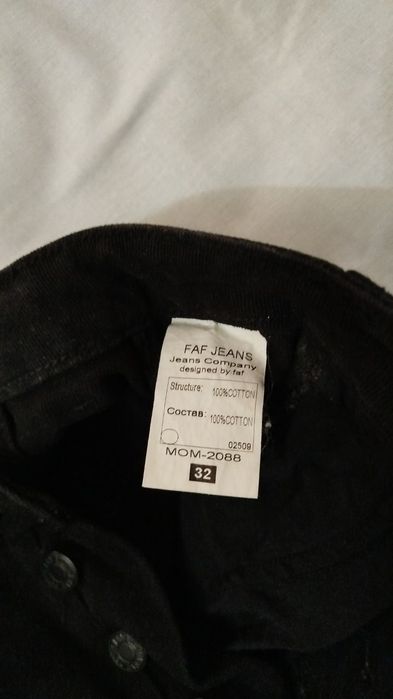 FAF JEANS
Jeans Company
designed by faf
Structure: 100%COTTON
Состав: 100%COTTON
02509
MOM-2088
32